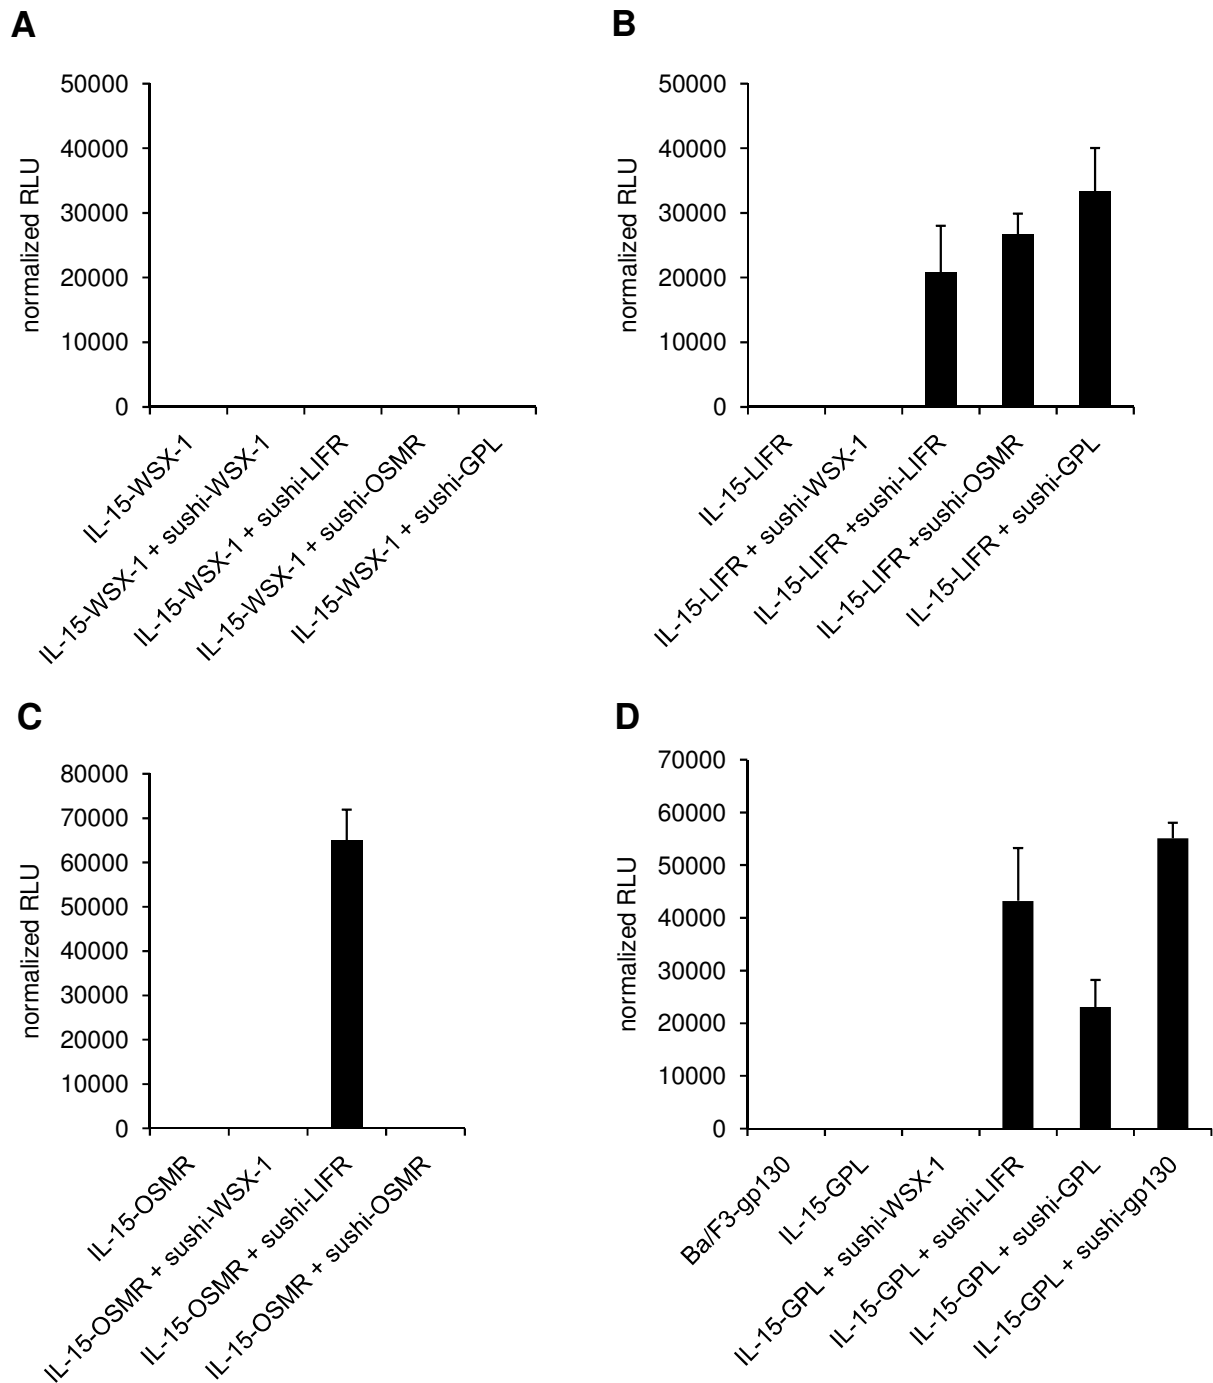 A
normalized RLU
50000
40000
30000
20000
10000
0
IL-15-WSX-1
IL-15-WSX-1 + sushi-WSX-1
IL-15-WSX-1 + sushi-LIFR
IL-15-WSX-1 + sushi-OSMR
IL-15-WSX-1 + sushi-GPL
B
normalized RLU
50000
40000
30000
20000
10000
0
IL-15-LIFR
IL-15-LIFR + sushi-WSX-1
IL-15-LIFR +sushi-LIFR
IL-15-LIFR +sushi-OSMR
IL-15-LIFR + sushi-GPL
C
normalized RLU
80000
70000
60000
50000
40000
30000
20000
10000
0
IL-15-OSMR
IL-15-OSMR + sushi-WSX-1
IL-15-OSMR + sushi-LIFR
IL-15-OSMR + sushi-OSMR
D
normalized RLU
70000
60000
50000
40000
30000
20000
10000
0
Ba/F3-gp130
IL-15-GPL
IL-15-GPL + sushi-WSX-1
IL-15-GPL + sushi-LIFR
IL-15-GPL + sushi-GPL
IL-15-GPL + sushi-gp130